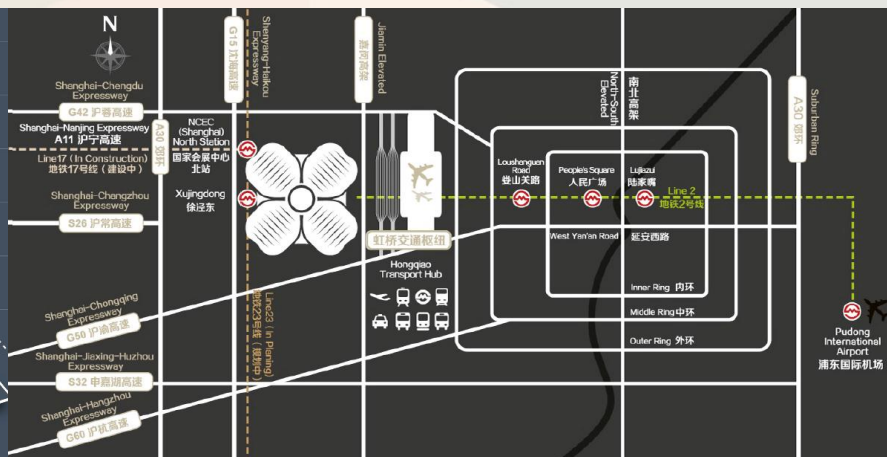 N
Shanghai-Chengdu
Expressway
G42 沪蓉高速
Shanghai-Nanjing Expressway
A11 沪宁高速
Line17 (In Construction)
地铁17号线（建设中）
Shanghai-Changzhou
Expressway
S26 沪常高速
Shanghai-Chongqing
Expressway
G50 沪渝高速
Shanghai-Jiaxing-Huzhou
Expressway
S32 申嘉湖高速
Shanghai-Hangzhou
Expressway
G60 沪杭高速
A30 郊环
NCEC
(Shanghai)
North Station
国家会展中心
北站
Xujingdong
徐泾东
G15 沈海高速
Shenyang-Haikou
Expressway
Line23 (In Planing)
地铁23号线（规划中）
Jiamin Elevated
嘉闵高架
虹桥交通枢纽
Hongqiao
Transport Hub
Loushanguan
Road
娄山关路
People's Square
人民广场
Lujiazui
陆家嘴
Line 2
地铁2号线
North-South
Elevated
南北高架
West Yan'an Road 延安西路
Inner Ring 内环
Middle Ring 中环
Outer Ring 外环
Suburban Ring
A30 郊环
Pudong
International
Airport
浦东国际机场